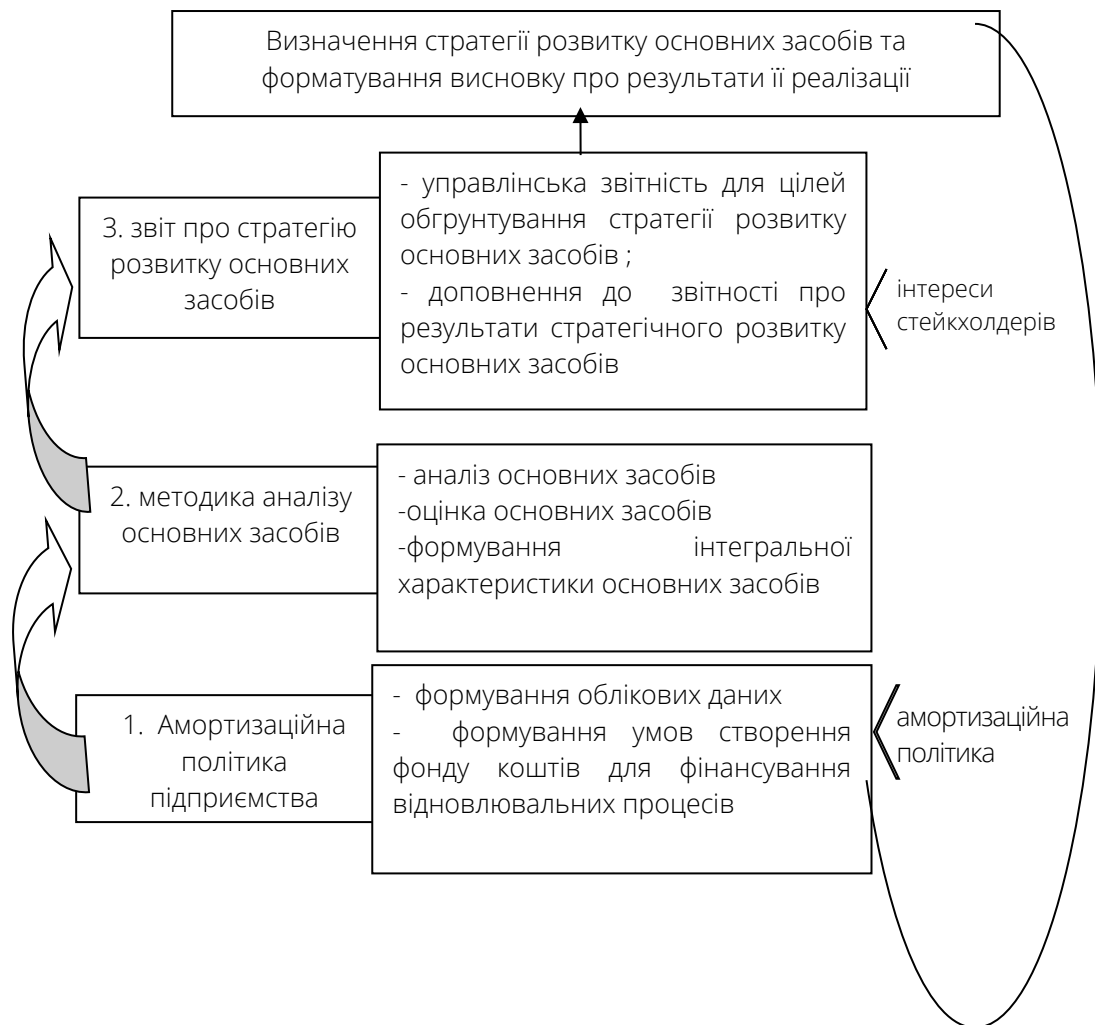 Визначення стратегії розвитку основних засобів та
форматування висновку про результати її реалізації
3. звіт про стратегію
розвитку основних
засобів
- управлінська звітність для цілей
обгрунтування стратегії розвитку
основних засобів ;
- доповнення до звітності про
результати стратегічного розвитку
основних засобів
інтереси
стейкхолдерів
2. методика аналізу
основних засобів
- аналіз основних засобів
-оцінка основних засобів
-формування інтегральної
характеристики основних засобів
1. Амортизаційна
політика
підприємства
- формування облікових даних
- формування умов створення
фонду коштів для фінансування
відновлювальних процесів
амортизаційна
політика